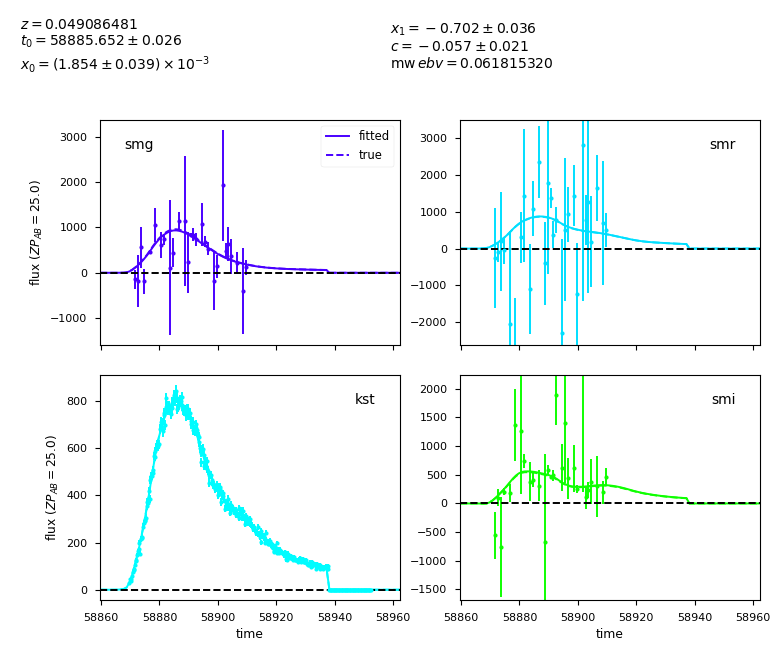 z = 0.049086481
t₀ = 58885.652 ± 0.026
x₀ = (1.854 ± 0.039) × 10⁻³
x₁ = −0.702 ± 0.036
c = −0.057 ± 0.021
mw ebv = 0.061815320
smg
fitted
true
3000
2000
1000
0
−1000
flux (ZP_AB = 25.0)
smr
3000
2000
1000
0
−1000
−2000
kst
800
600
400
200
0
flux (ZP_AB = 25.0)
58860 58880 58900 58920 58940 58960
time
smi
2000
1500
1000
500
0
−500
−1000
−1500
58860 58880 58900 58920 58940 58960
time